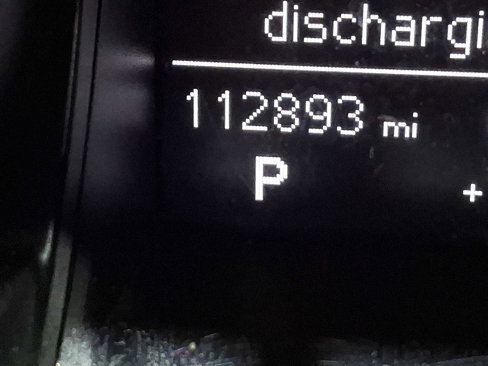 dischargi
112893 mi
P
+